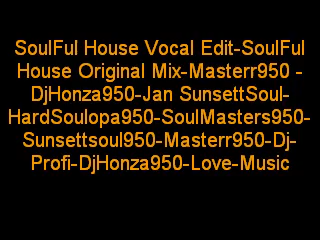 SoulFul House Vocal Edit-SoulFul
House Original Mix-Masterr950 -
DjHonza950-Jan SunsettSoul-
HardSoulopa950-SoulMasters950-
Sunsettsoul950-Masterr950-Dj-
Profi-DjHonza950-Love-Music